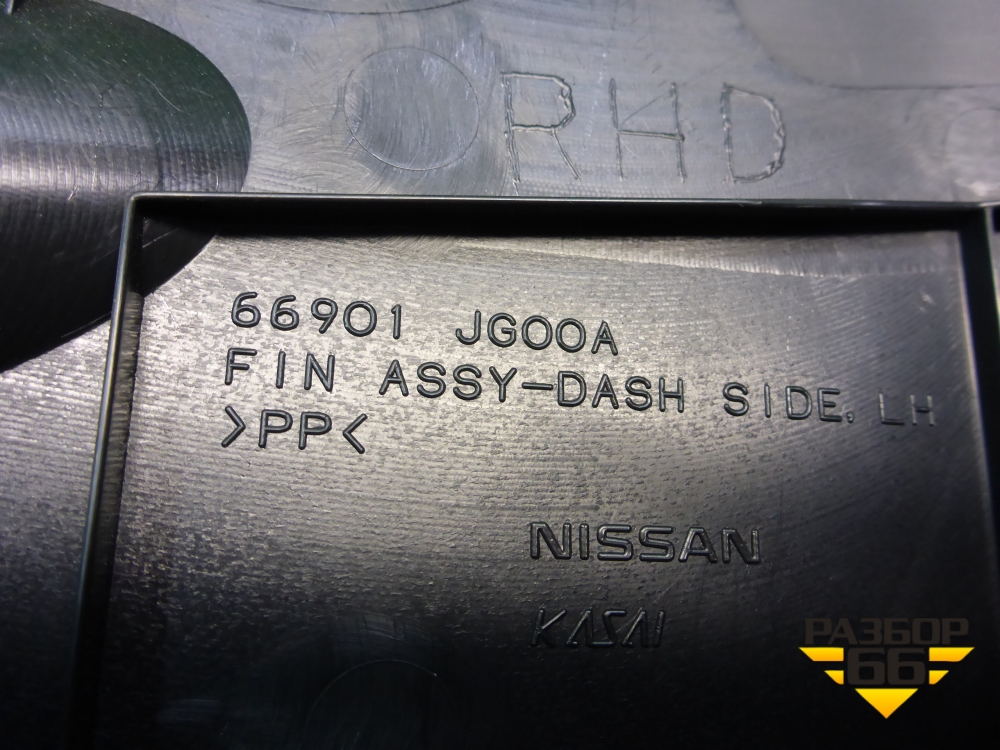 RHD
66901 JG00A
FIN ASSY-DASH SIDE, LH
>PP<
NISSAN
KASAI
РАЗБОР
66